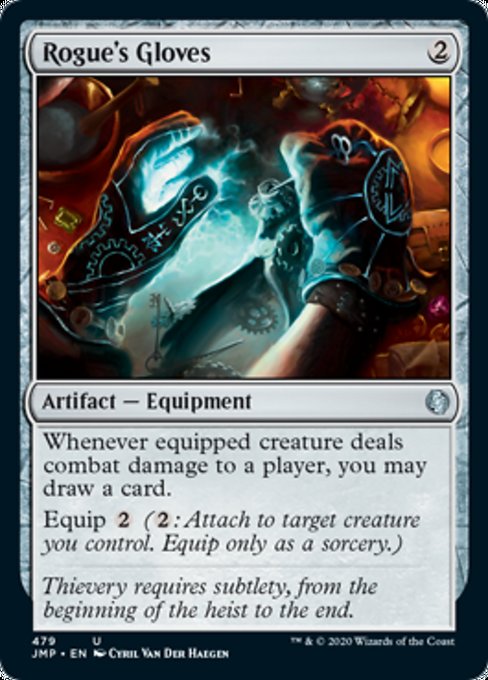 Rogue's Gloves 2
Artifact — Equipment
Whenever equipped creature deals
combat damage to a player, you may
draw a card.
Equip 2 (2: Attach to target creature
you control. Equip only as a sorcery.)
Thievery requires subtlety, from the
beginning of the heist to the end.
479 U ™ & © 2020 Wizards of the Coast
JMP • EN Cyril Van Der Haegen